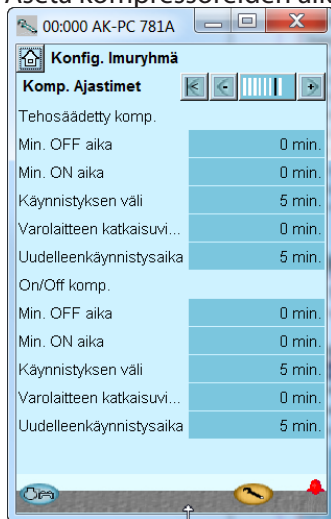 Aseta kompressoreiden
00:000 AK-PC 781A
Konfig. Imuryhmä
Komp. Ajastimet
Tehosäädetty komp.
Min. OFF aika 0 min.
Min. ON aika 0 min.
Käynnistyksen väli 5 min.
Varolaitteen katkaisuvi... 0 min.
Uudelleenkäynnistysaika 5 min.
On/Off komp.
Min. OFF aika 0 min.
Min. ON aika 0 min.
Käynnistyksen väli 5 min.
Varolaitteen katkaisuvi... 0 min.
Uudelleenkäynnistysaika 5 min.